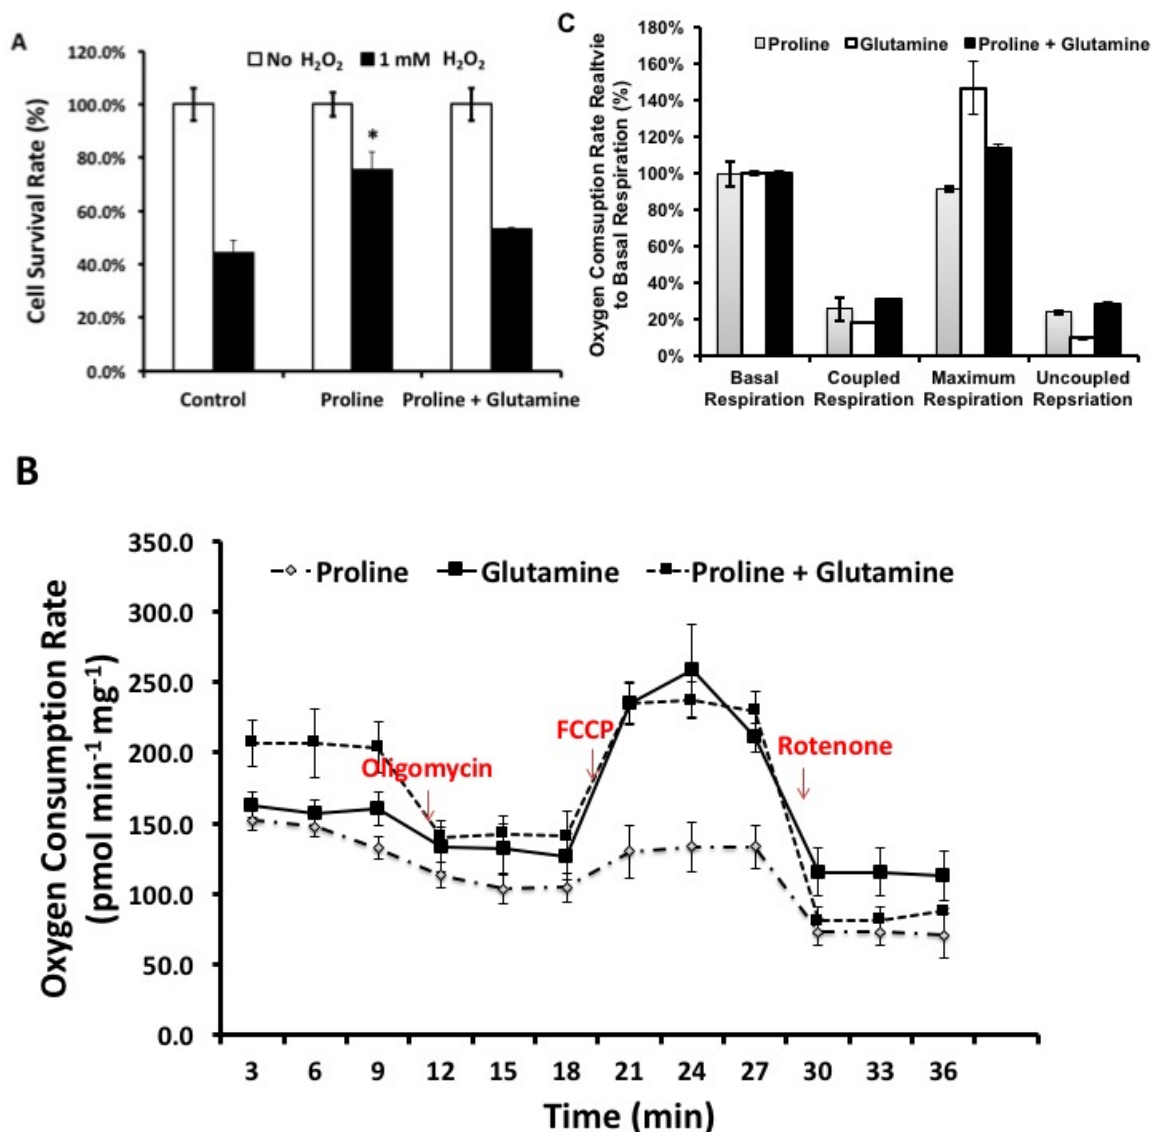 A
120.0%
100.0%
80.0%
60.0%
40.0%
20.0%
0.0%
Cell Survival Rate (%)
No H₂O₂ 1 mM H₂O₂
*
Control Proline Proline + Glutamine
C
180%
160%
140%
120%
100%
80%
60%
40%
20%
0%
Oxygen Comsuption Rate Realtvie
to Basal Respiration (%)
Proline Glutamine Proline + Glutamine
Basal Coupled Maximum Uncoupled
Respiration Respiration Respiration Repsriation
B
350.0
300.0
250.0
200.0
150.0
100.0
50.0
0.0
Oxygen Consumption Rate
(pmol min⁻¹ mg⁻¹)
Proline Glutamine Proline + Glutamine
Oligomycin
FCCP
Rotenone
3 6 9 12 15 18 21 24 27 30 33 36
Time (min)